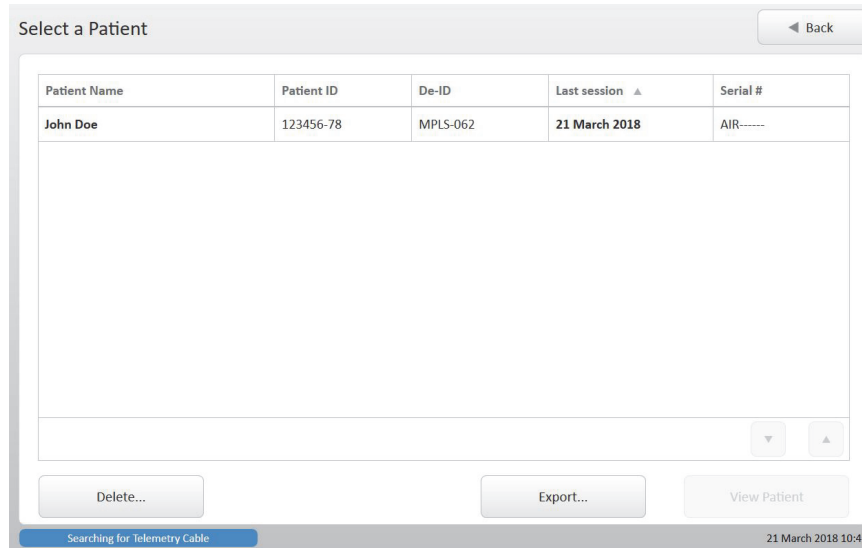 Select a Patient
◀ Back
Patient Name Patient ID De-ID Last session ▲ Serial #
John Doe 123456-78 MPLS-062 21 March 2018 AIR------
Delete... Export... View Patient
Searching for Telemetry Cable 21 March 2018 10:4